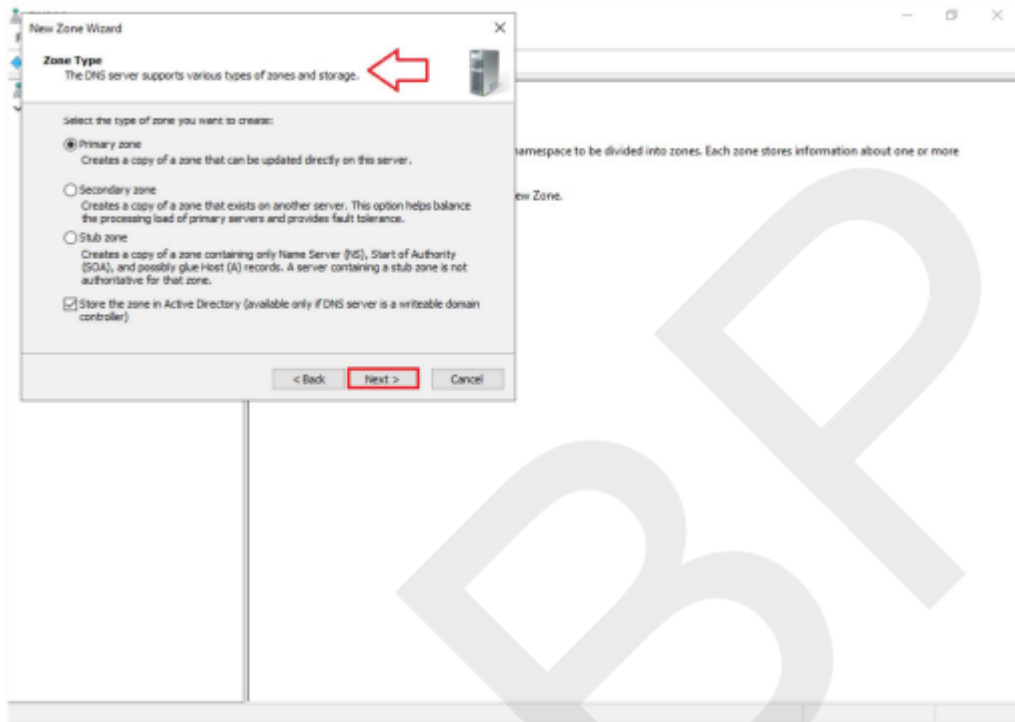 New Zone Wizard
Zone Type
The DNS server supports various types of zones and storage.
Select the type of zone you want to create:
Primary zone
Creates a copy of a zone that can be updated directly on this server.
Secondary zone
Creates a copy of a zone that exists on another server. This option helps balance
the processing load of primary servers and provides fault tolerance.
Stub zone
Creates a copy of a zone containing only Name Server (NS), Start of Authority
(SOA), and possibly glue Host (A) records. A server containing a stub zone is not
authoritative for that zone.
Store the zone in Active Directory (available only if DNS server is a writeable domain
controller)
< Back
Next >
Cancel
namespace to be divided into zones. Each zone stores information about one or more
ew Zone.
BP